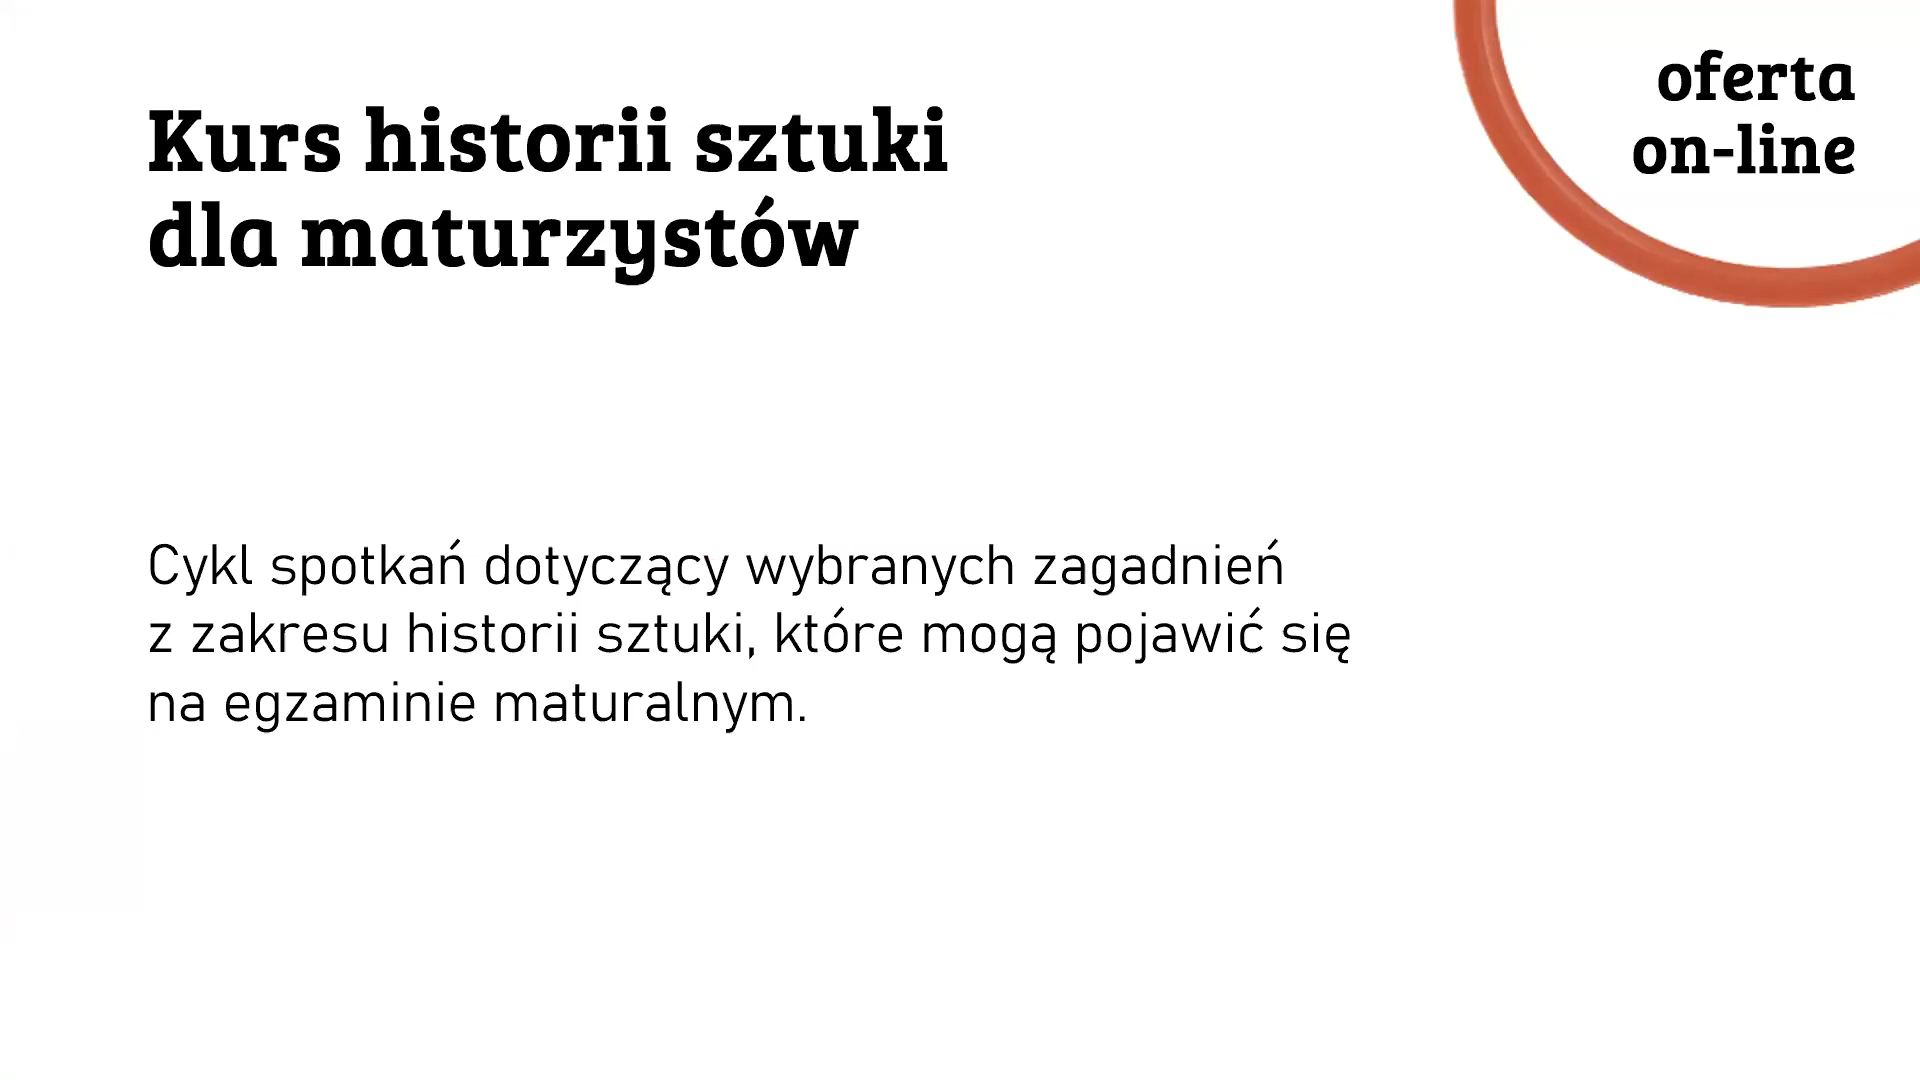 Kurs historii sztuki
dla maturzystów
oferta
on-line
Cykl spotkań dotyczący wybranych zagadnień
z zakresu historii sztuki, które mogą pojawić się
na egzaminie maturalnym.